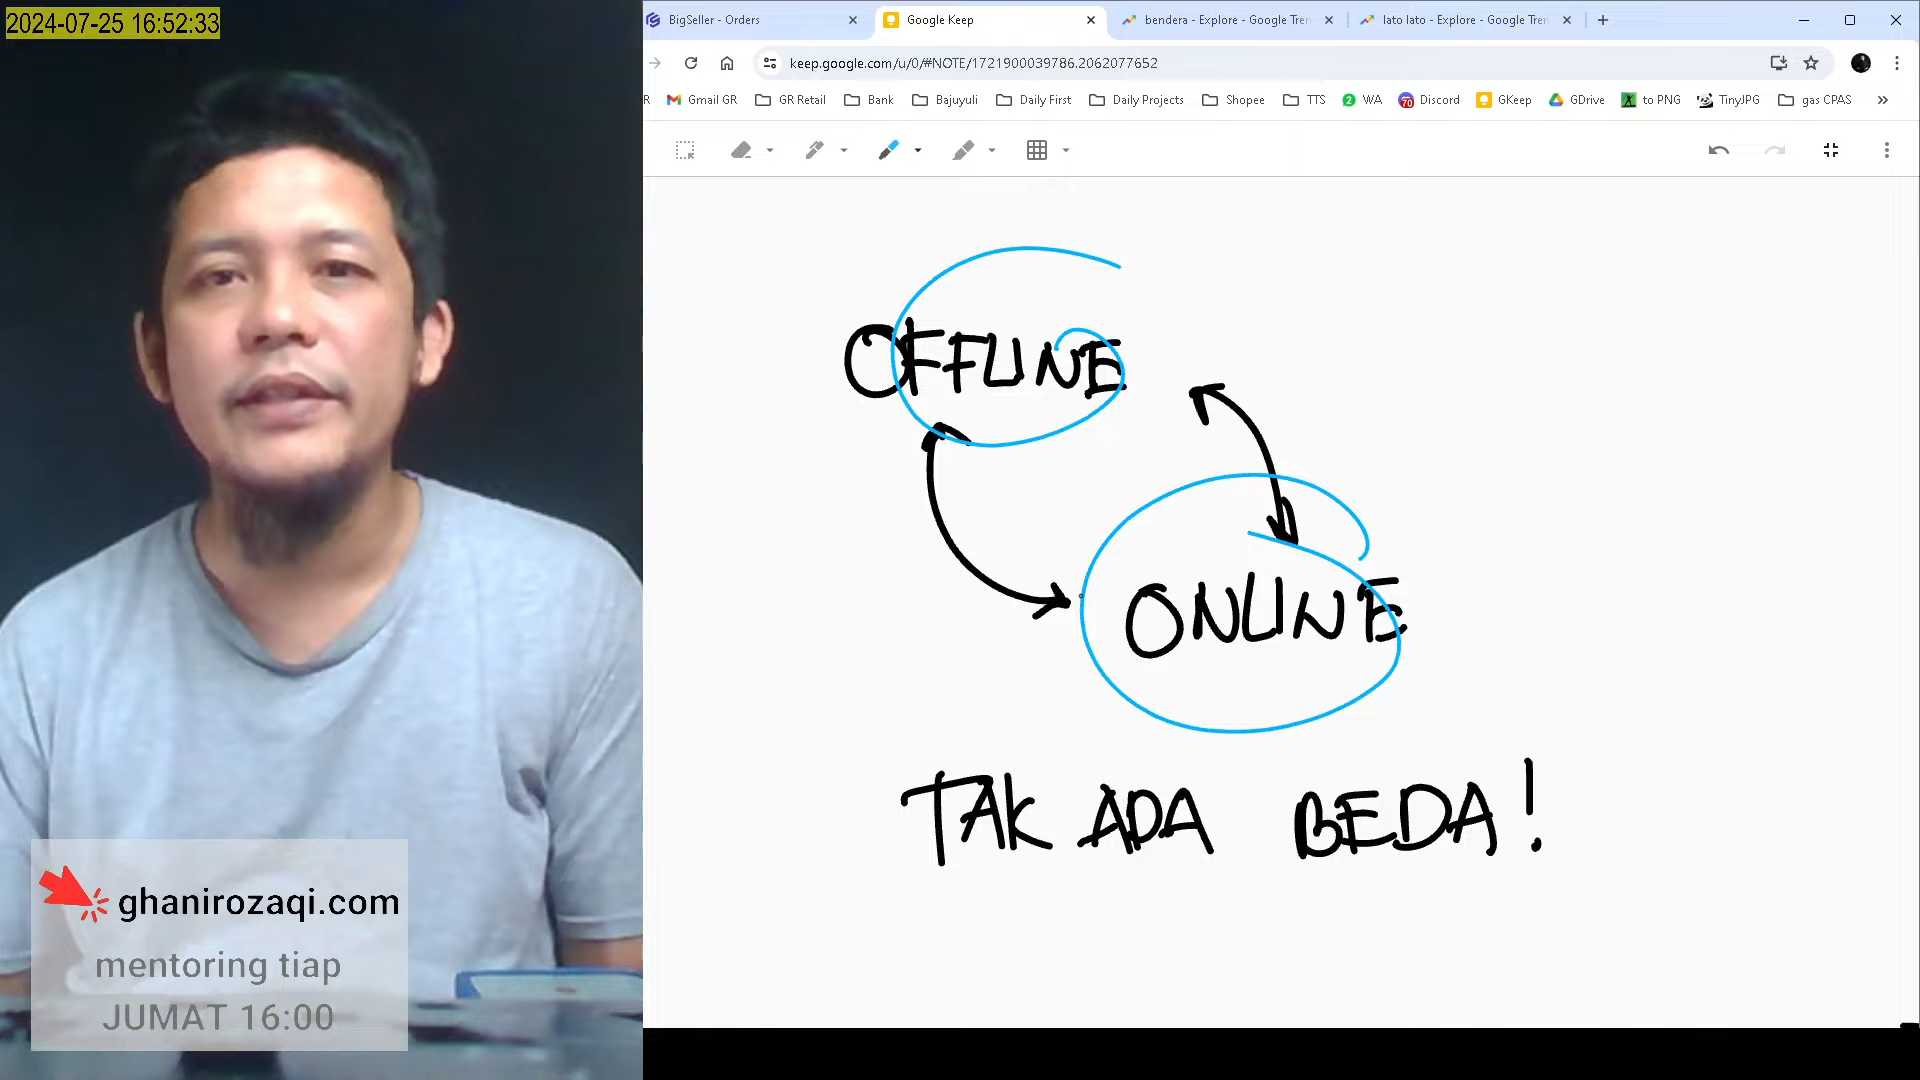 2024-07-25 16:52:33
BigSeller - Orders
Google Keep
bendera - Explore - Google Tren
lato lato - Explore - Google Tren
keep.google.com/u/0/#NOTE/1721900039786.2062077652
R
Gmail GR
GR Retail
Bank
Bajuyuli
Daily First
Daily Projects
Shopee
TTS
2
WA
70
Discord
GKeep
GDrive
to PNG
TinyJPG
gas CPAS
OFFLINE
ONLINE
TAK ADA BEDA!
ghanirozaqi.com
mentoring tiap
JUMAT 16:00